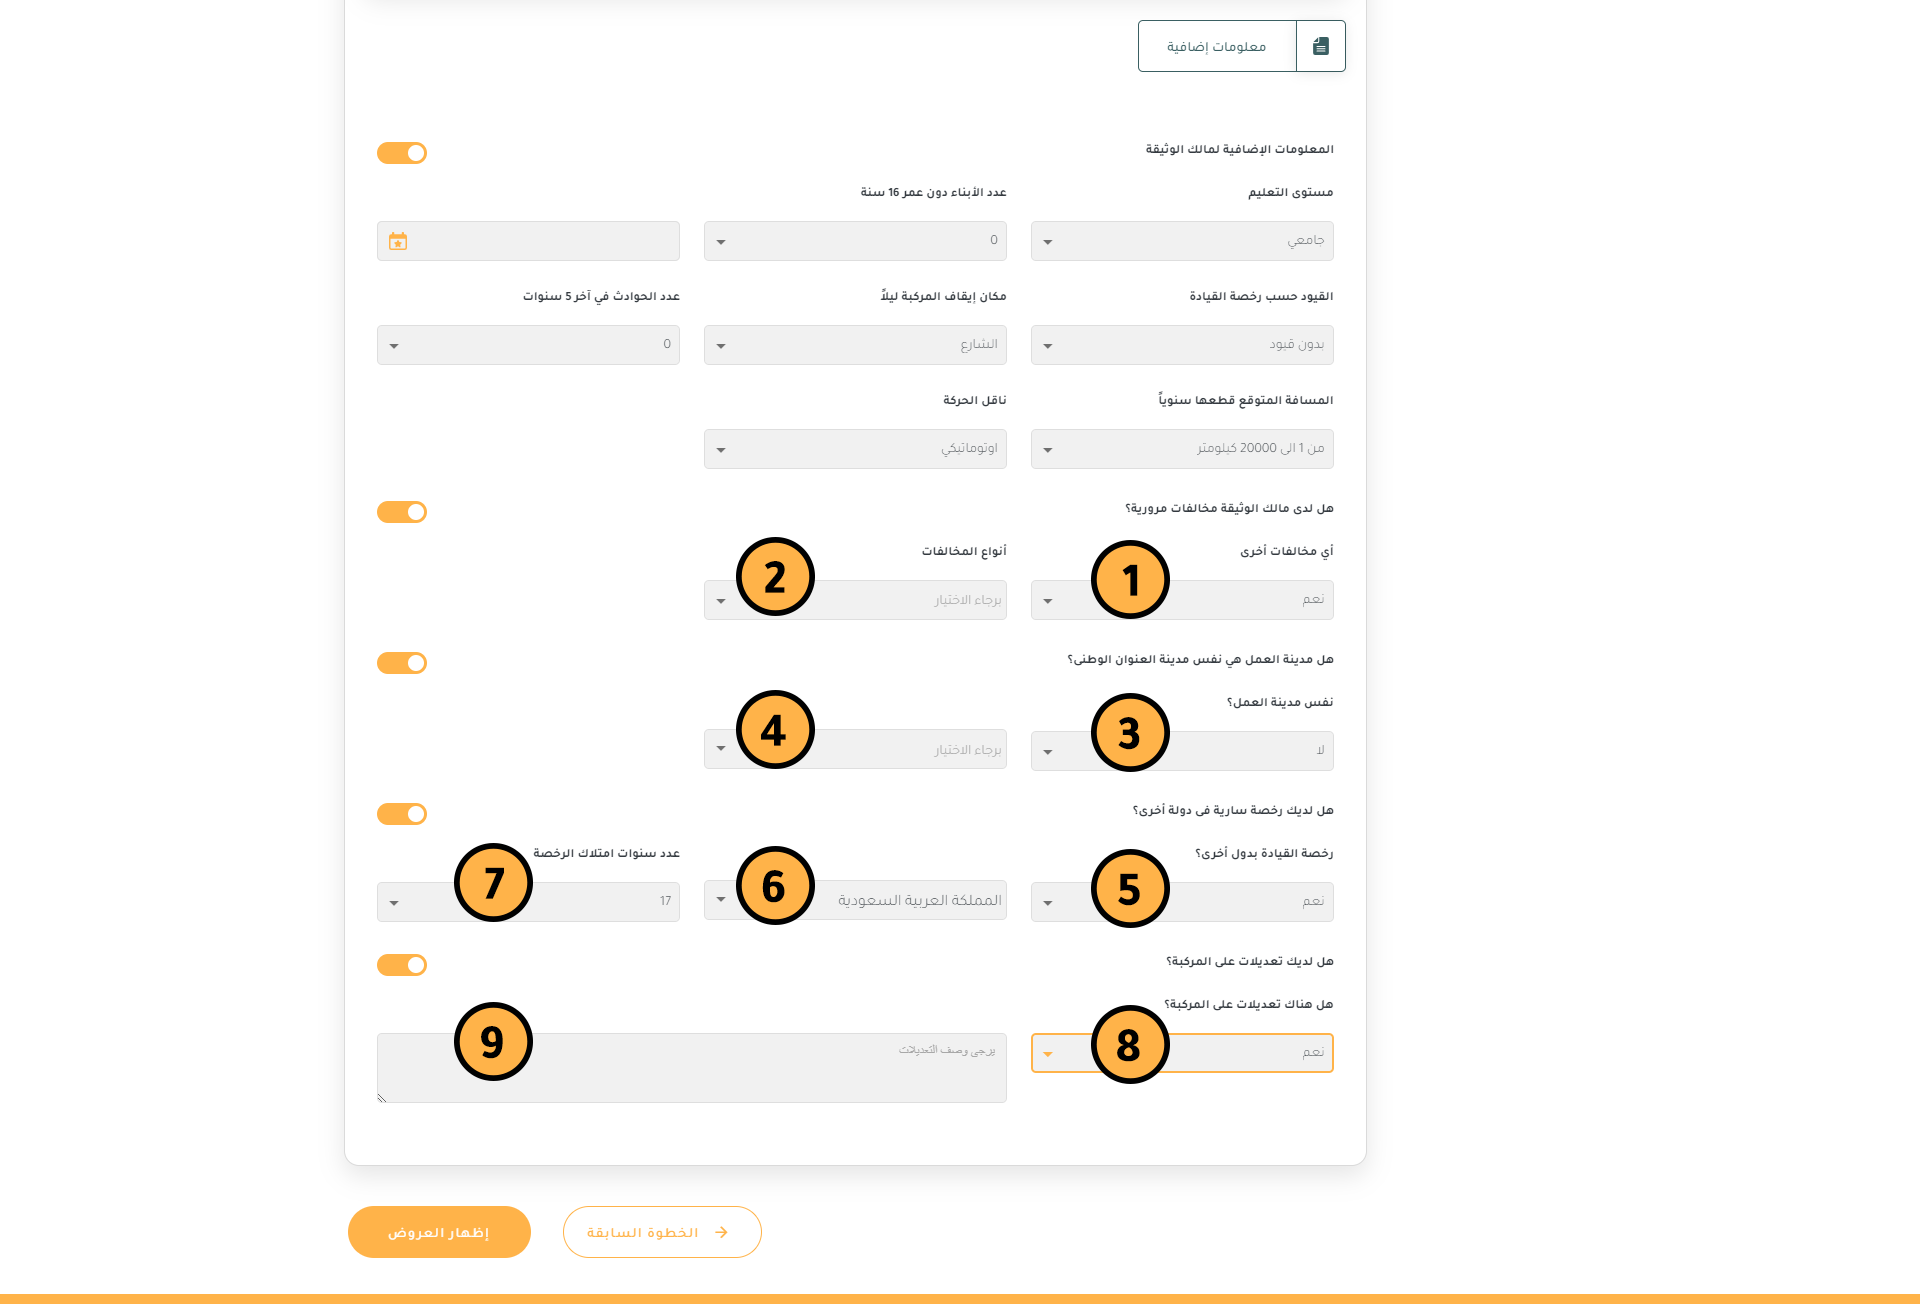 معلومات إضافية
المعلومات الإضافية لمالك الوثيقة
مستوى التعليم
عدد الأبناء دون عمر 16 سنة
جامعي
0
القيود حسب رخصة القيادة
مكان إيقاف المركبة ليلاً
عدد الحوادث في آخر 5 سنوات
بدون قيود
الشارع
0
المسافة المتوقع قطعها سنوياً
ناقل الحركة
من 1 الى 20000 كيلومتر
اوتوماتيكي
هل لدى مالك الوثيقة مخالفات مرورية؟
أي مخالفات أخرى
أنواع المخالفات
1
2
نعم
برجاء الاختيار
هل مدينة العمل هي نفس مدينة العنوان الوطنى؟
نفس مدينة العمل؟
3
4
لا
برجاء الاختيار
هل لديك رخصة سارية فى دولة أخرى؟
رخصة القيادة بدول أخرى؟
عدد سنوات امتلاك الرخصة
5
6
7
نعم
المملكة العربية السعودية
17
هل لديك تعديلات على المركبة؟
هل هناك تعديلات على المركبة؟
8
9
نعم
يرجى وصف التعديلات
الخطوة السابقة
إظهار العروض